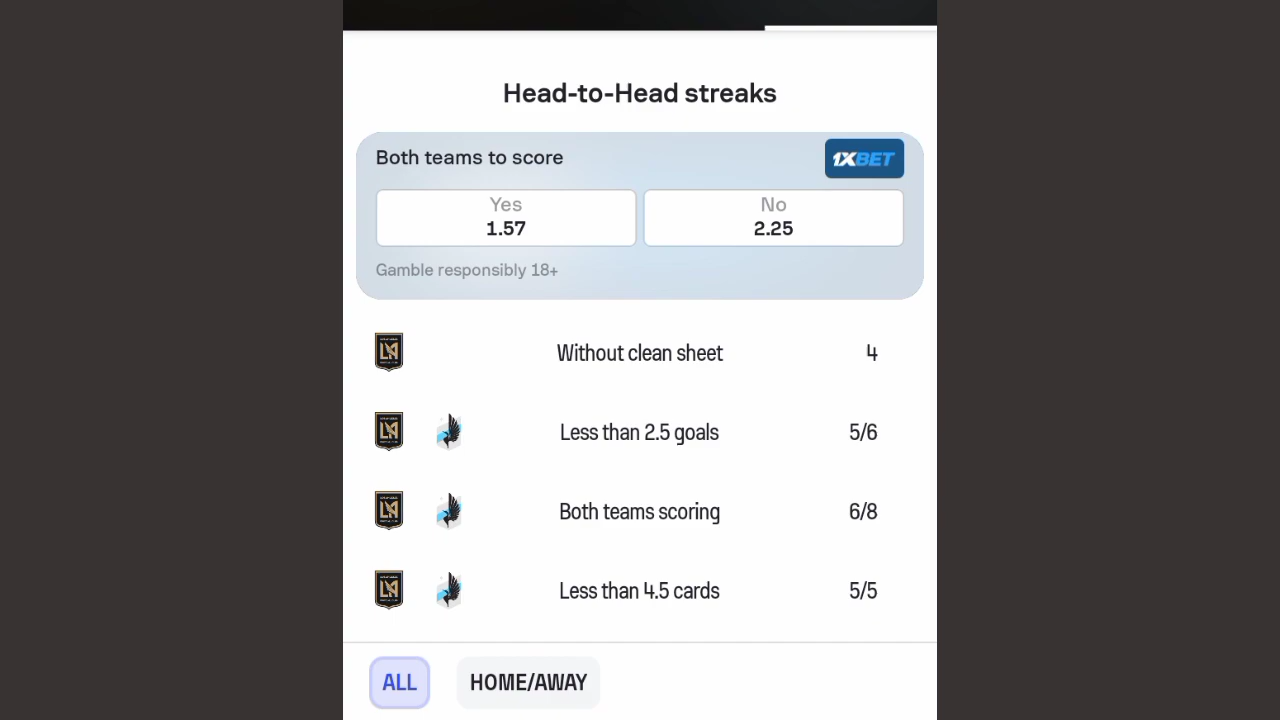 Head-to-Head streaks
Both teams to score
1XBET
Yes
1.57
No
2.25
Gamble responsibly 18+
Without clean sheet 4
Less than 2.5 goals 5/6
Both teams scoring 6/8
Less than 4.5 cards 5/5
ALL HOME/AWAY